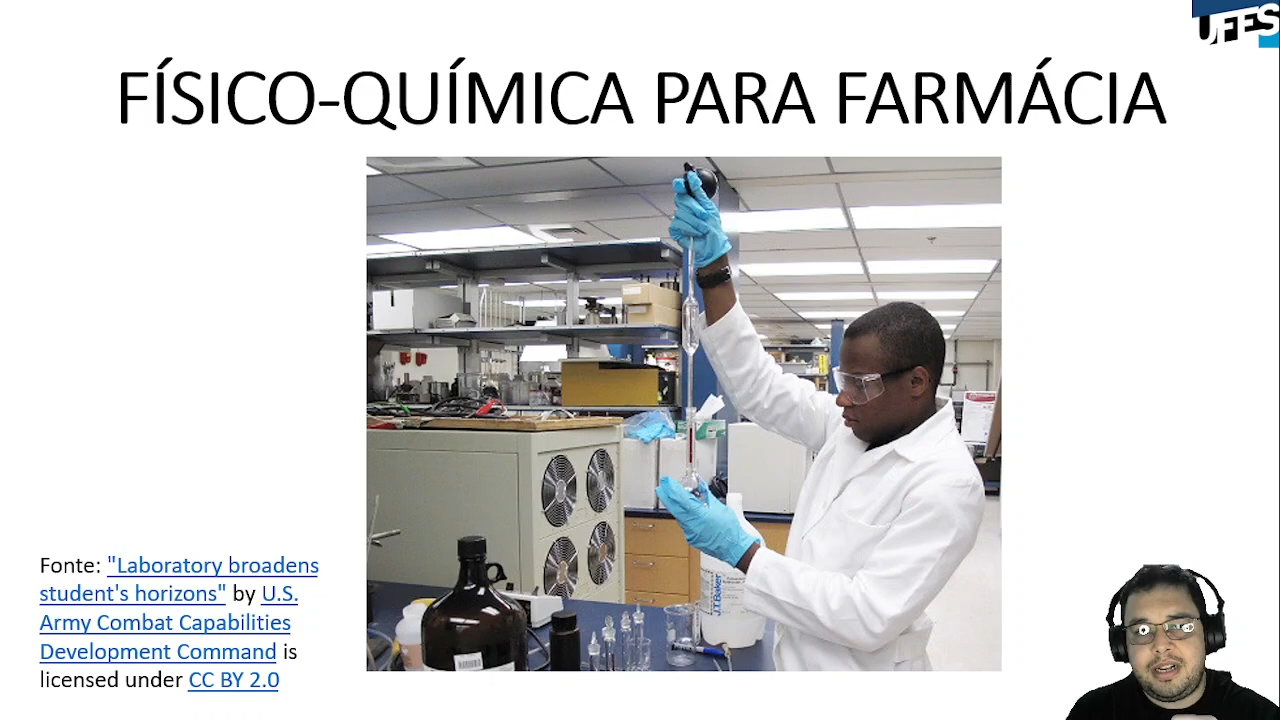 UFES
FÍSICO-QUÍMICA PARA FARMÁCIA
J.T.Baker
Fonte: "Laboratory broadens
student's horizons" by U.S.
Army Combat Capabilities
Development Command is
licensed under CC BY 2.0